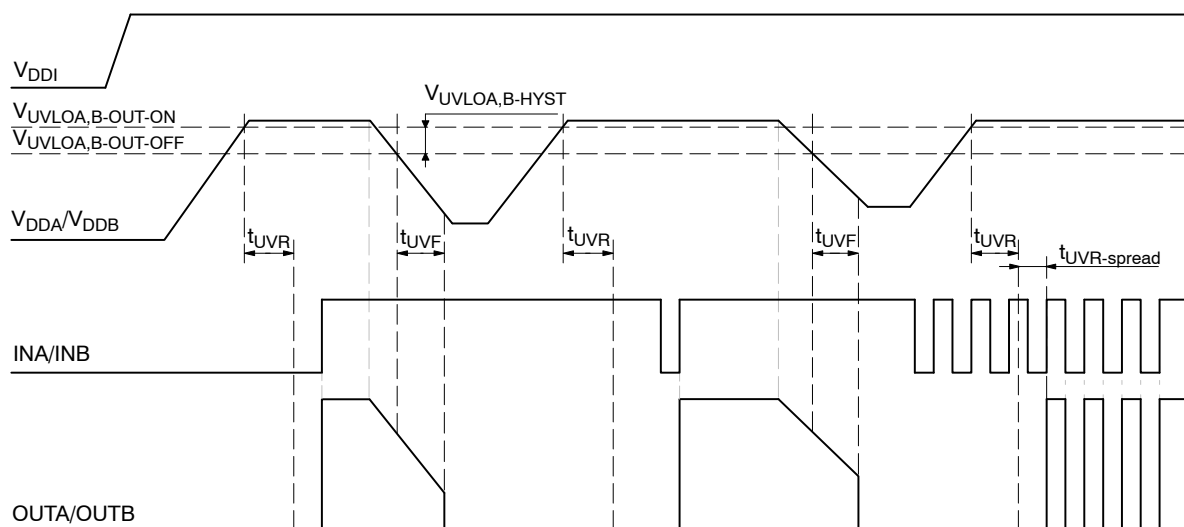 VDDI
VUVLOA,B-OUT-ON
VUVLOA,B-HYST
VUVLOA,B-OUT-OFF
VDDA/VDDB
tUVR
tUVF
tUVR
tUVF
tUVR
tUVR-spread
INA/INB
OUTA/OUTB